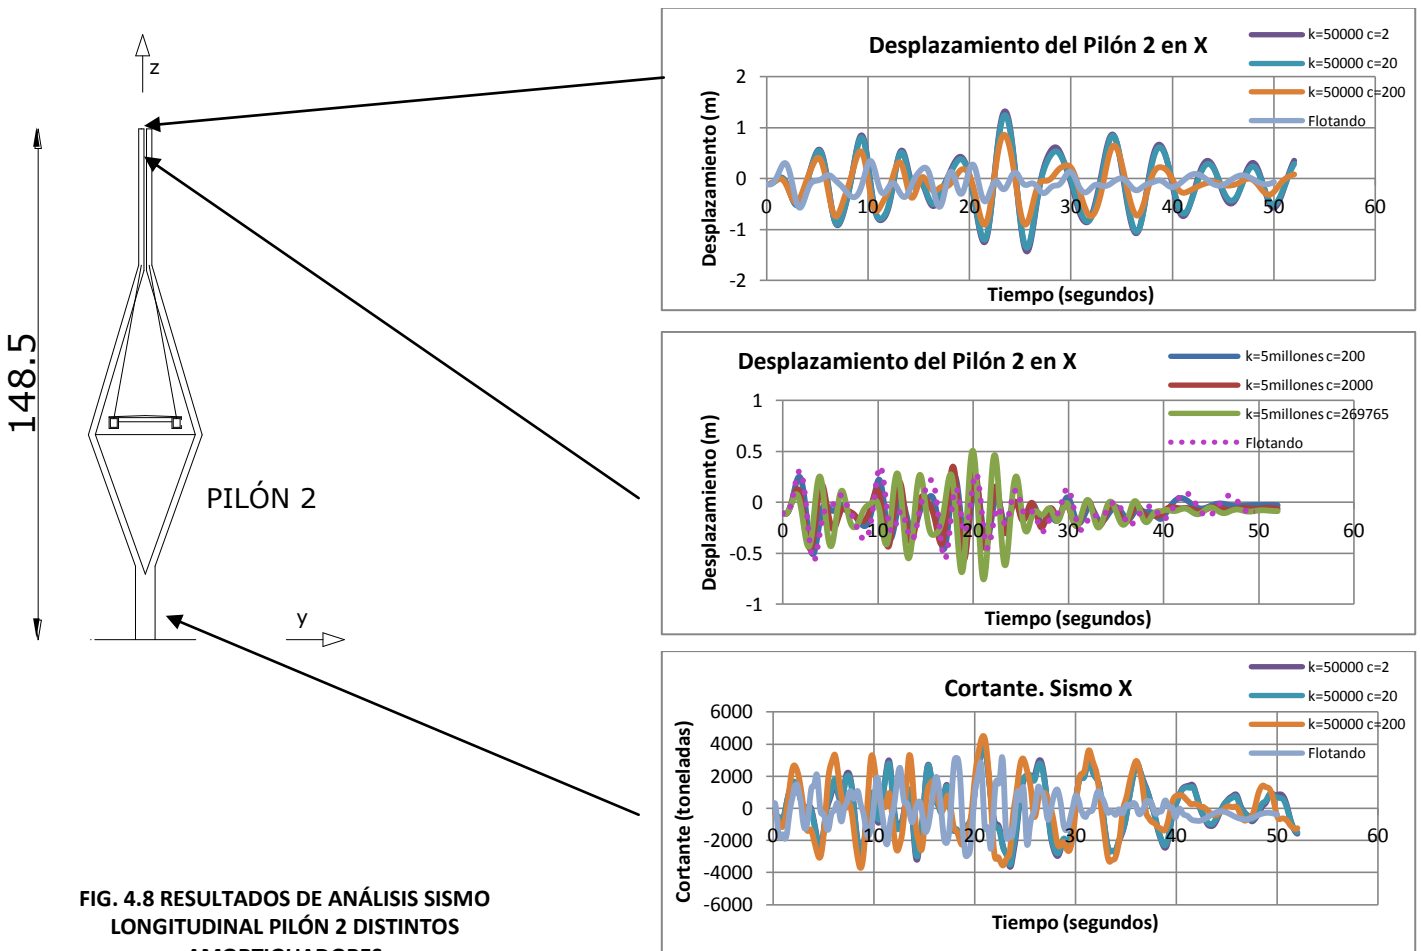 z
148.5
PILÓN 2
y
FIG. 4.8 RESULTADOS DE ANÁLISIS SISMO
LONGITUDINAL PILÓN 2 DISTINTOS
AMORTIGUADORES
Desplazamiento del Pilón 2 en X
k=50000 c=2
k=50000 c=20
k=50000 c=200
Flotando
Desplazamiento (m)
2
1
0
-1
-2
0 10 20 30 40 50 60
Tiempo (segundos)
Desplazamiento del Pilón 2 en X
k=5millones c=200
k=5millones c=2000
k=5millones c=269765
Flotando
Desplazamiento (m)
1
0.5
0
-0.5
-1
0 10 20 30 40 50 60
Tiempo (segundos)
Cortante. Sismo X
k=50000 c=2
k=50000 c=20
k=50000 c=200
Flotando
Cortante (toneladas)
6000
4000
2000
0
-2000
-4000
-6000
0 10 20 30 40 50 60
Tiempo (segundos)